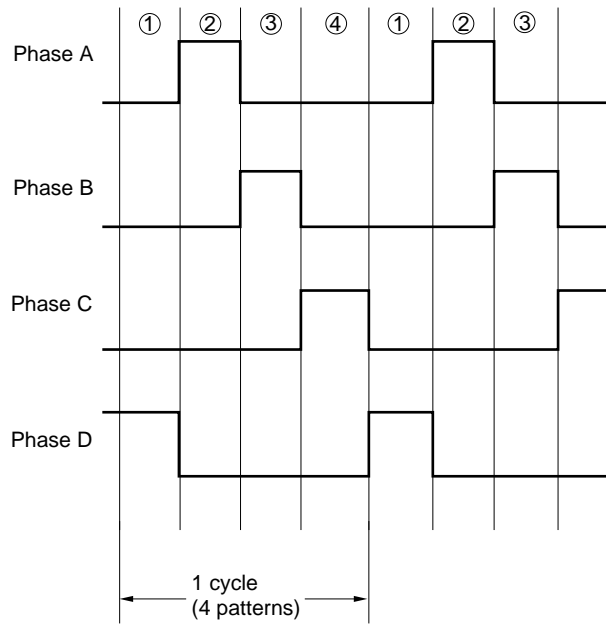 ① ② ③ ④ ① ② ③
Phase A
Phase B
Phase C
Phase D
1 cycle
(4 patterns)